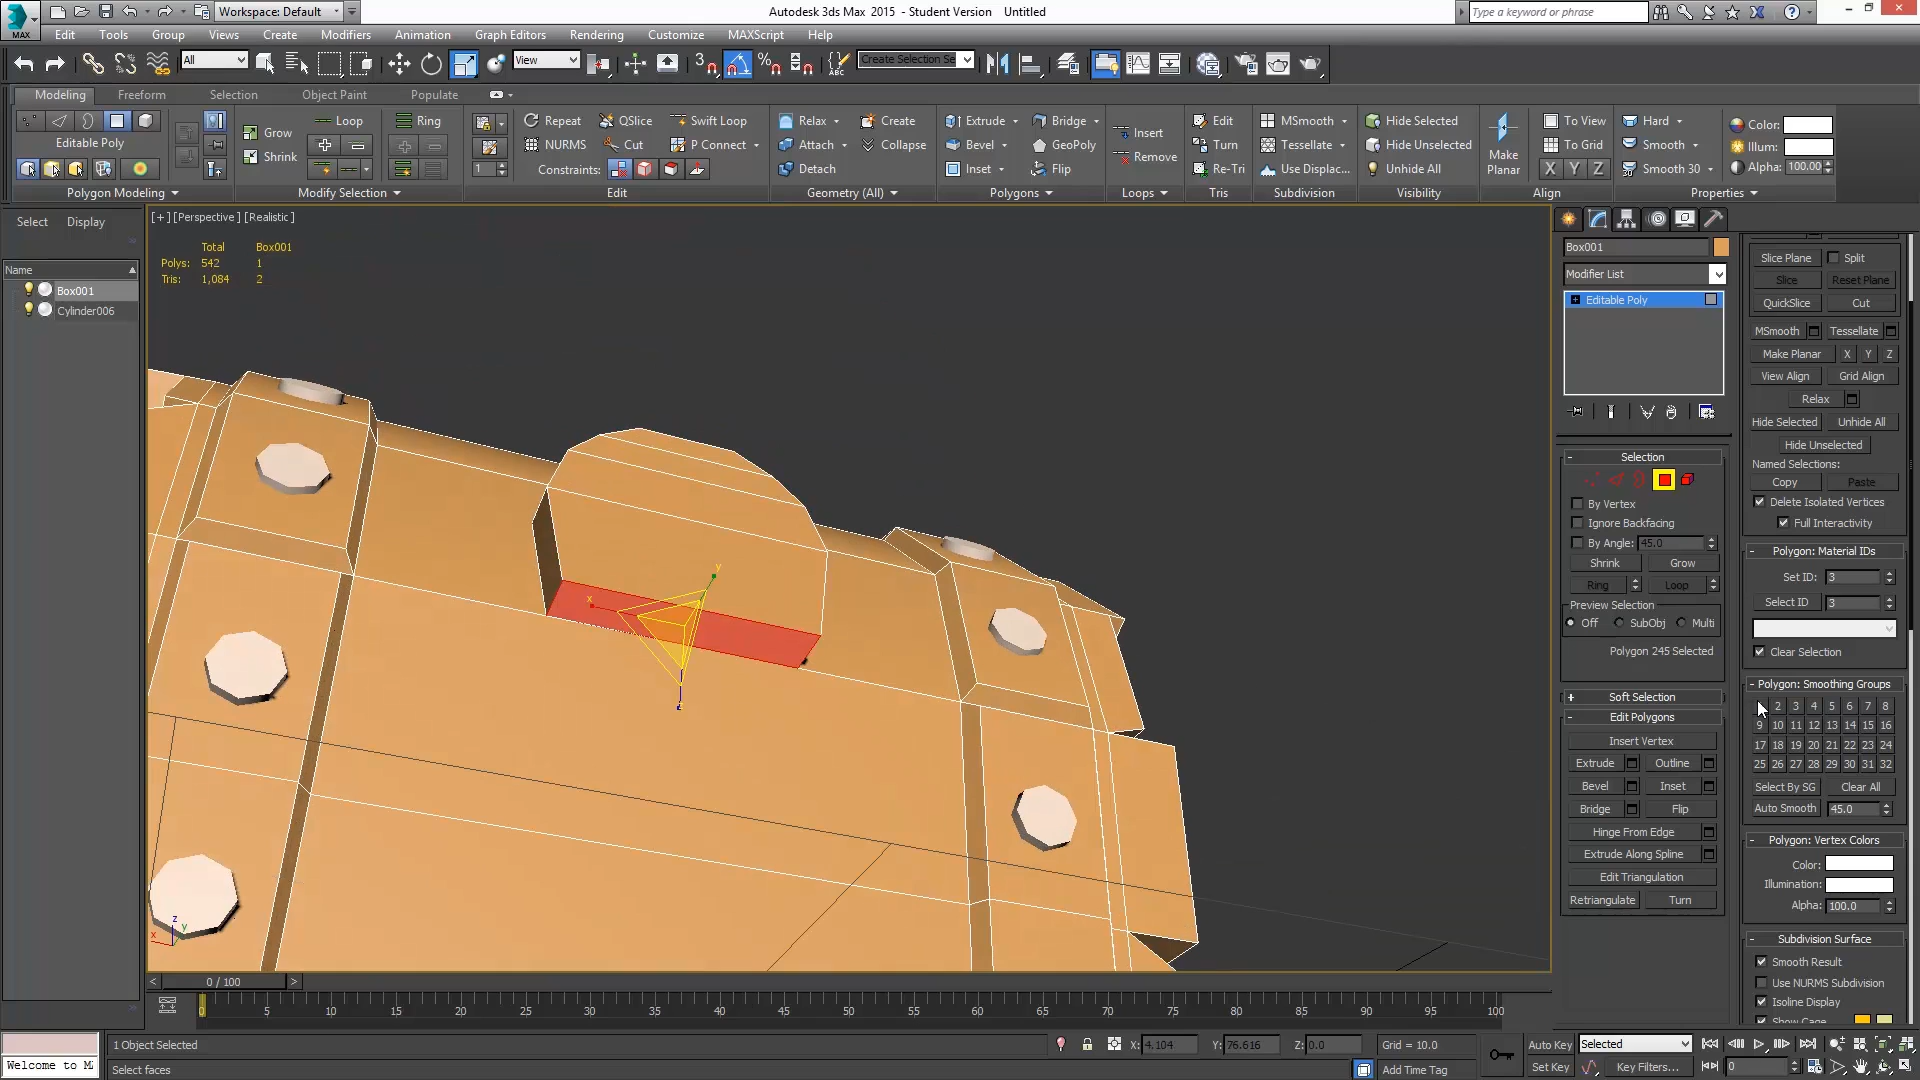 Workspace: Default
Autodesk 3ds Max 2015 - Student Version Untitled
Type a keyword or phrase
MAX
Edit Tools Group Views Create Modifiers Animation Graph Editors Rendering Customize MAXScript Help
All View Create Selection Se
Modeling Freeform Selection Object Paint Populate
Editable Poly
Polygon Modeling
Grow
Shrink
Loop Ring
Modify Selection
Repeat QSlice Swift Loop
NURMS Cut P Connect
1 Constraints:
Edit
Relax Create
Attach Collapse
Detach
Geometry (All)
Extrude Bridge
Bevel GeoPoly
Inset Flip
Polygons
Insert
Remove
Loops
Edit
Turn
Re-Tri
Tris
MSmooth
Tessellate
Use Displac...
Subdivision
Hide Selected
Hide Unselected
Unhide All
Visibility
Make
Planar
To View
To Grid
X Y Z
Align
Hard
Smooth
Smooth 30
Color:
Illum:
Alpha: 100.00
Properties
Select Display
Name
Box001
Cylinder006
[+] [Perspective ] [Realistic ]
Total Box001
Polys: 542 1
Tris: 1,084 2
x y z
x z y
Box001
Modifier List
Editable Poly
Selection
By Vertex
Ignore Backfacing
By Angle: 45.0
Shrink Grow
Ring Loop
Preview Selection
Off SubObj Multi
Polygon 245 Selected
Soft Selection
Edit Polygons
Insert Vertex
Extrude Outline
Bevel Inset
Bridge Flip
Hinge From Edge
Extrude Along Spline
Edit Triangulation
Retriangulate Turn
Slice Plane Split
Slice Reset Plane
QuickSlice Cut
MSmooth Tessellate
Make Planar X Y Z
View Align Grid Align
Relax
Hide Selected Unhide All
Hide Unselected
Named Selections:
Copy Paste
Delete Isolated Vertices
Full Interactivity
Polygon: Material IDs
Set ID: 3
Select ID 3
Clear Selection
Polygon: Smoothing Groups
2 3 4 5 6 7 8
9 10 11 12 13 14 15 16
17 18 19 20 21 22 23 24
25 26 27 28 29 30 31 32
Select By SG Clear All
Auto Smooth 45.0
Polygon: Vertex Colors
Color:
Illumination:
Alpha: 100.0
Subdivision Surface
Smooth Result
Use NURMS Subdivision
Isoline Display
Show Cage
0 / 100
0 5 10 15 20 25 30 35 40 45 50 55 60 65 70 75 80 85 90 95 100
1 Object Selected X: 4.104 Y: 76.616 Z: 0.0 Grid = 10.0 Auto Key Selected
Welcome to M Select faces Add Time Tag Set Key Key Filters... 0